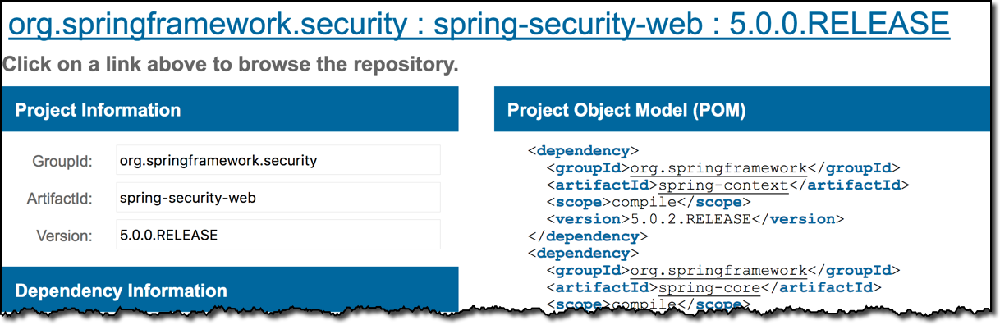 org.springframework.security : spring-security-web : 5.0.0.RELEASE
Click on a link above to browse the repository.
Project Information
GroupId: org.springframework.security
ArtifactId: spring-security-web
Version: 5.0.0.RELEASE
Dependency Information
Project Object Model (POM)
<dependency>
<groupId>org.springframework</groupId>
<artifactId>spring-context</artifactId>
<scope>compile</scope>
<version>5.0.2.RELEASE</version>
</dependency>
<dependency>
<groupId>org.springframework</groupId>
<artifactId>spring-core</artifactId>
<scope>compile</scope>